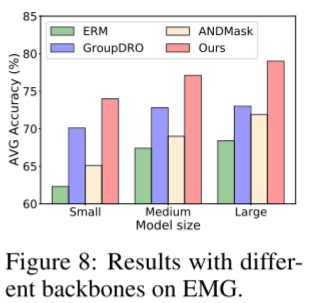 85
80
75
70
65
60
AVG Accuracy (%)
ERM
GroupDRO
ANDMask
Ours
Small Medium Large
Model size
Figure 8: Results with differ-
ent backbones on EMG.